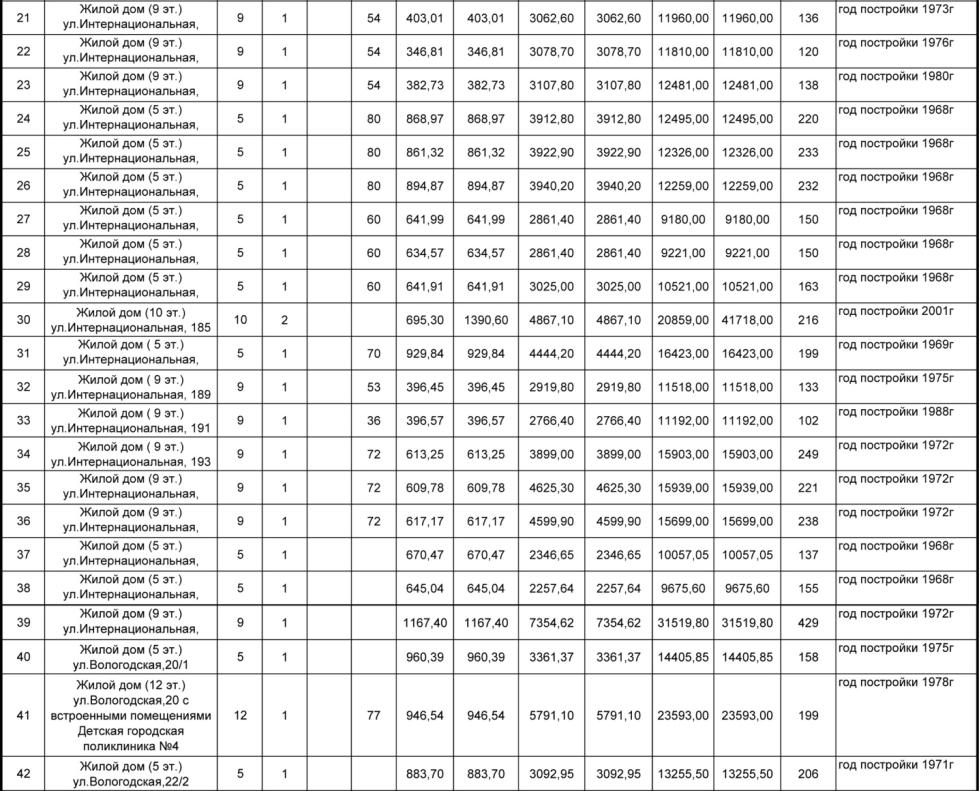 21 Жилой дом (9 эт.) ул.Интернациональная, 9 1 54 403,01 403,01 3062,60 3062,60 11960,00 11960,00 136 год постройки 1973г
22 Жилой дом (9 эт.) ул.Интернациональная, 9 1 54 346,81 346,81 3078,70 3078,70 11810,00 11810,00 120 год постройки 1976г
23 Жилой дом (9 эт.) ул.Интернациональная, 9 1 54 382,73 382,73 3107,80 3107,80 12481,00 12481,00 138 год постройки 1980г
24 Жилой дом (5 эт.) ул.Интернациональная, 5 1 80 868,97 868,97 3912,80 3912,80 12495,00 12495,00 220 год постройки 1968г
25 Жилой дом (5 эт.) ул.Интернациональная, 5 1 80 861,32 861,32 3922,90 3922,90 12326,00 12326,00 233 год постройки 1968г
26 Жилой дом (5 эт.) ул.Интернациональная, 5 1 80 894,87 894,87 3940,20 3940,20 12259,00 12259,00 232 год постройки 1968г
27 Жилой дом (5 эт.) ул.Интернациональная, 5 1 60 641,99 641,99 2861,40 2861,40 9180,00 9180,00 150 год постройки 1968г
28 Жилой дом (5 эт.) ул.Интернациональная, 5 1 60 634,57 634,57 2861,40 2861,40 9221,00 9221,00 150 год постройки 1968г
29 Жилой дом (5 эт.) ул.Интернациональная, 5 1 60 641,91 641,91 3025,00 3025,00 10521,00 10521,00 163 год постройки 1968г
30 Жилой дом (10 эт.) ул.Интернациональная, 185 10 2 695,30 1390,60 4867,10 4867,10 20859,00 41718,00 216 год постройки 2001г
31 Жилой дом ( 5 эт.) ул.Интернациональная, 5 1 70 929,84 929,84 4444,20 4444,20 16423,00 16423,00 199 год постройки 1969г
32 Жилой дом ( 9 эт.) ул.Интернациональная, 189 9 1 53 396,45 396,45 2919,80 2919,80 11518,00 11518,00 133 год постройки 1975г
33 Жилой дом ( 9 эт.) ул.Интернациональная, 191 9 1 36 396,57 396,57 2766,40 2766,40 11192,00 11192,00 102 год постройки 1988г
34 Жилой дом ( 9 эт.) ул.Интернациональная, 193 9 1 72 613,25 613,25 3899,00 3899,00 15903,00 15903,00 249 год постройки 1972г
35 Жилой дом (9 эт.) ул.Интернациональная, 9 1 72 609,78 609,78 4625,30 4625,30 15939,00 15939,00 221 год постройки 1972г
36 Жилой дом (9 эт.) ул.Интернациональная, 9 1 72 617,17 617,17 4599,90 4599,90 15699,00 15699,00 238 год постройки 1972г
37 Жилой дом (5 эт.) ул.Интернациональная, 5 1 670,47 670,47 2346,65 2346,65 10057,05 10057,05 137 год постройки 1968г
38 Жилой дом (5 эт.) ул.Интернациональная, 5 1 645,04 645,04 2257,64 2257,64 9675,60 9675,60 155 год постройки 1968г
39 Жилой дом (9 эт.) ул.Интернациональная, 9 1 1167,40 1167,40 7354,62 7354,62 31519,80 31519,80 429 год постройки 1972г
40 Жилой дом (5 эт.) ул.Вологодская,20/1 5 1 960,39 960,39 3361,37 3361,37 14405,85 14405,85 158 год постройки 1975г
41 Жилой дом (12 эт.) ул.Вологодская,20 с встроенными помещениями Детская городская поликлиника №4 12 1 77 946,54 946,54 5791,10 5791,10 23593,00 23593,00 199 год постройки 1978г
42 Жилой дом (5 эт.) ул.Вологодская,22/2 5 1 883,70 883,70 3092,95 3092,95 13255,50 13255,50 206 год постройки 1971г